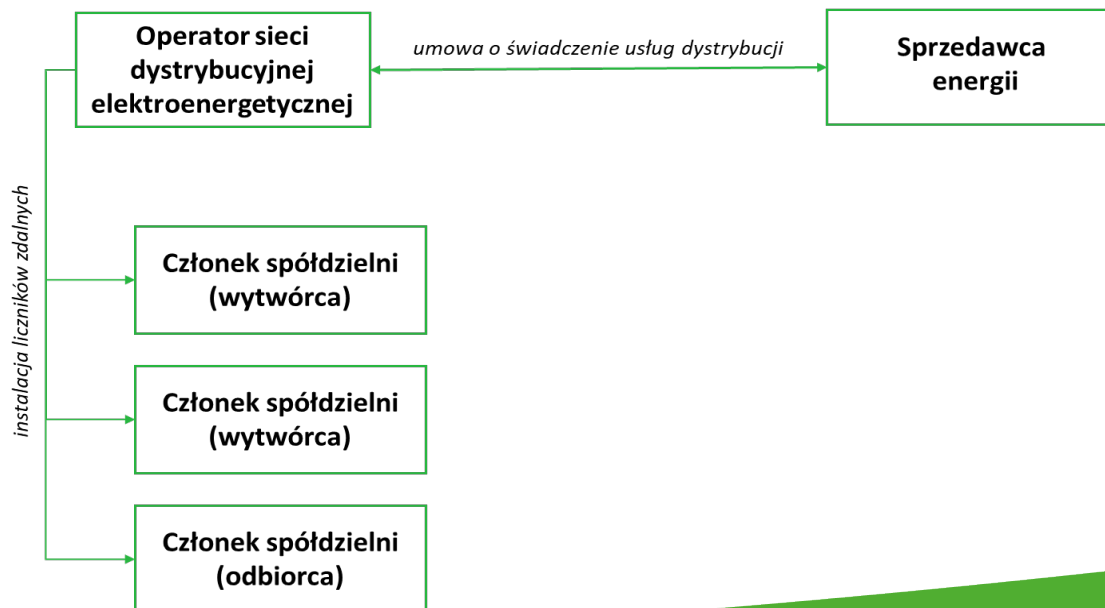 Operator sieci
dystrybucyjnej
elektroenergetycznej
umowa o świadczenie usług dystrybucji
Sprzedawca
energii
instalacja liczników zdalnych
Członek spółdzielni
(wytwórca)
Członek spółdzielni
(wytwórca)
Członek spółdzielni
(odbiorca)